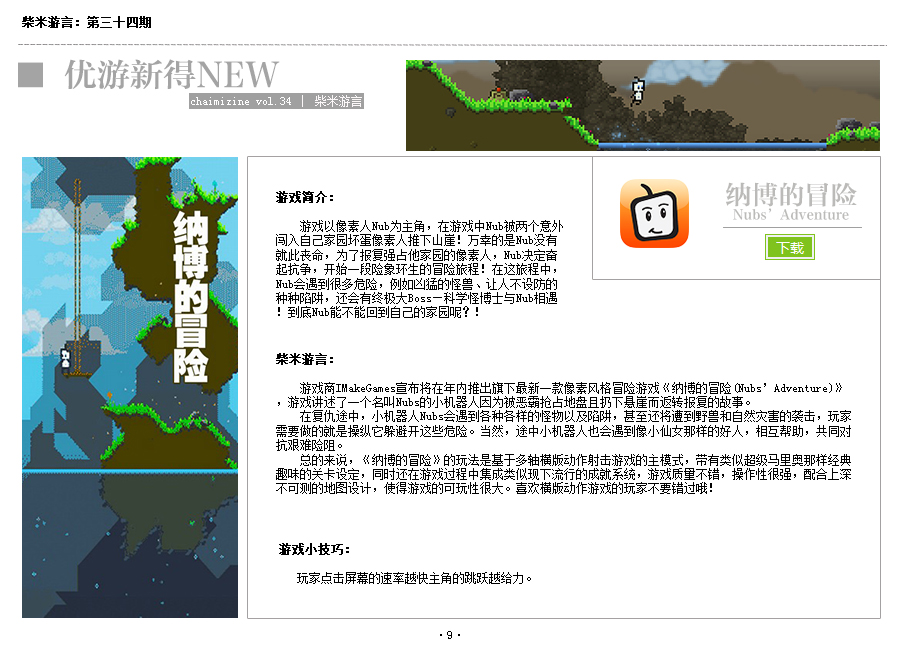 柴米游言：第三十四期
优游新得NEW
chaimizine vol.34 | 柴米游言
纳博的冒险
游戏简介：
游戏以像素人Nub为主角，在游戏中Nub被两个意外
闯入自己家园坏蛋像素人推下山崖！万幸的是Nub没有
就此丧命，为了报复强占他家园的像素人，Nub决定奋
起抗争，开始一段险象环生的冒险旅程！在这旅程中，
Nub会遇到很多危险，例如凶猛的怪兽、让人不设防的
种种陷阱，还会有终极大Boss—科学怪博士与Nub相遇
！到底Nub能不能回到自己的家园呢？！
纳博的冒险
Nubs’ Adventure
下载
柴米游言：
游戏商IMakeGames宣布将在年内推出旗下最新一款像素风格冒险游戏《纳博的冒险(Nubs’Adventure)》
，游戏讲述了一个名叫Nubs的小机器人因为被恶霸抢占地盘且扔下悬崖而返转报复的故事。
在复仇途中，小机器人Nubs会遇到各种各样的怪物以及陷阱，甚至还将遭到野兽和自然灾害的袭击，玩家
需要做的就是操纵它躲避开这些危险。当然，途中小机器人也会遇到像小仙女那样的好人，相互帮助，共同对
抗艰难险阻。
总的来说，《纳博的冒险》的玩法是基于多轴横版动作射击游戏的主模式，带有类似超级马里奥那样经典
趣味的关卡设定，同时还在游戏过程中集成类似现下流行的成就系统，游戏质量不错，操作性很强，配合上深
不可测的地图设计，使得游戏的可玩性很大。喜欢横版动作游戏的玩家不要错过哦！
游戏小技巧：
玩家点击屏幕的速率越快主角的跳跃越给力。
·9·